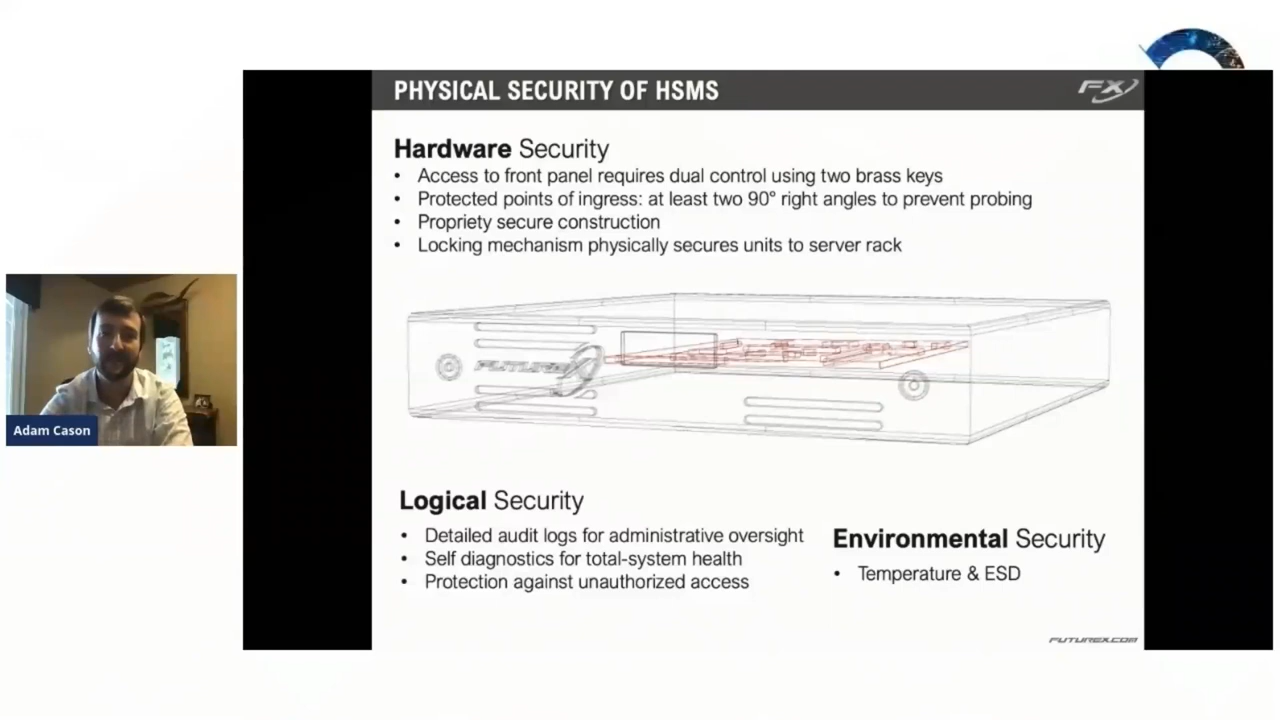 PHYSICAL SECURITY OF HSMS
FX
Hardware Security
• Access to front panel requires dual control using two brass keys
• Protected points of ingress: at least two 90° right angles to prevent probing
• Propriety secure construction
• Locking mechanism physically secures units to server rack
FUTUREX
Adam Cason
Logical Security
• Detailed audit logs for administrative oversight
• Self diagnostics for total-system health
• Protection against unauthorized access
Environmental Security
• Temperature & ESD
FUTUREX.COM